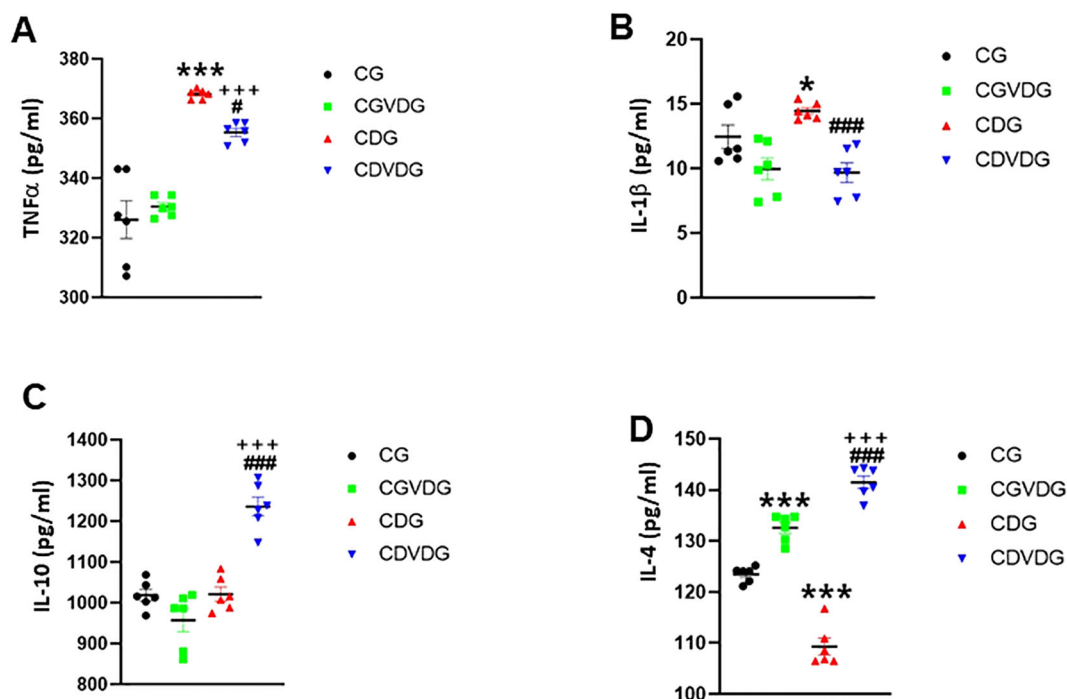 A
TNFα (pg/ml)
380
360
340
320
300
***
+++
#
CG
CGVDG
CDG
CDVDG
B
IL-1β (pg/ml)
20
15
10
5
0
*
###
CG
CGVDG
CDG
CDVDG
C
IL-10 (pg/ml)
1400
1300
1200
1100
1000
900
800
+++
###
CG
CGVDG
CDG
CDVDG
D
IL-4 (pg/ml)
150
140
130
120
110
100
***
***
+++
###
CG
CGVDG
CDG
CDVDG